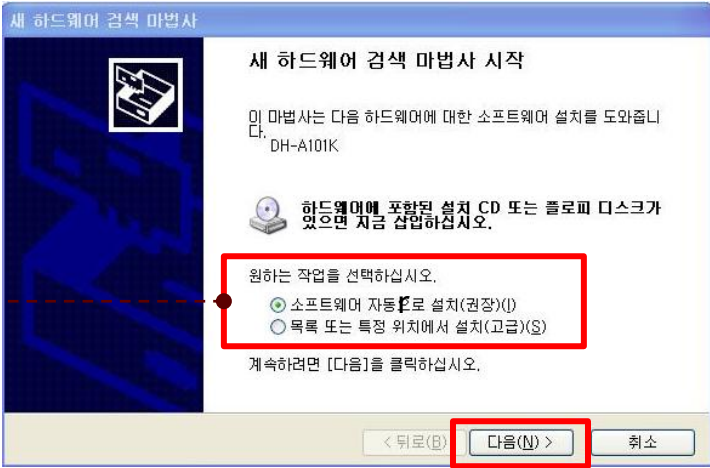 새 하드웨어 검색 마법사
새 하드웨어 검색 마법사 시작
이 마법사는 다음 하드웨어에 대한 소프트웨어 설치를 도와줍니
다.
DH-A101K
하드웨어에 포함된 설치 CD 또는 플로피 디스크가
있으면 지금 삽입하십시오.
원하는 작업을 선택하십시오.
소프트웨어 자동으로 설치(권장)(I)
목록 또는 특정 위치에서 설치(고급)(S)
계속하려면 [다음]을 클릭하십시오.
< 뒤로(B) 다음(N) > 취소